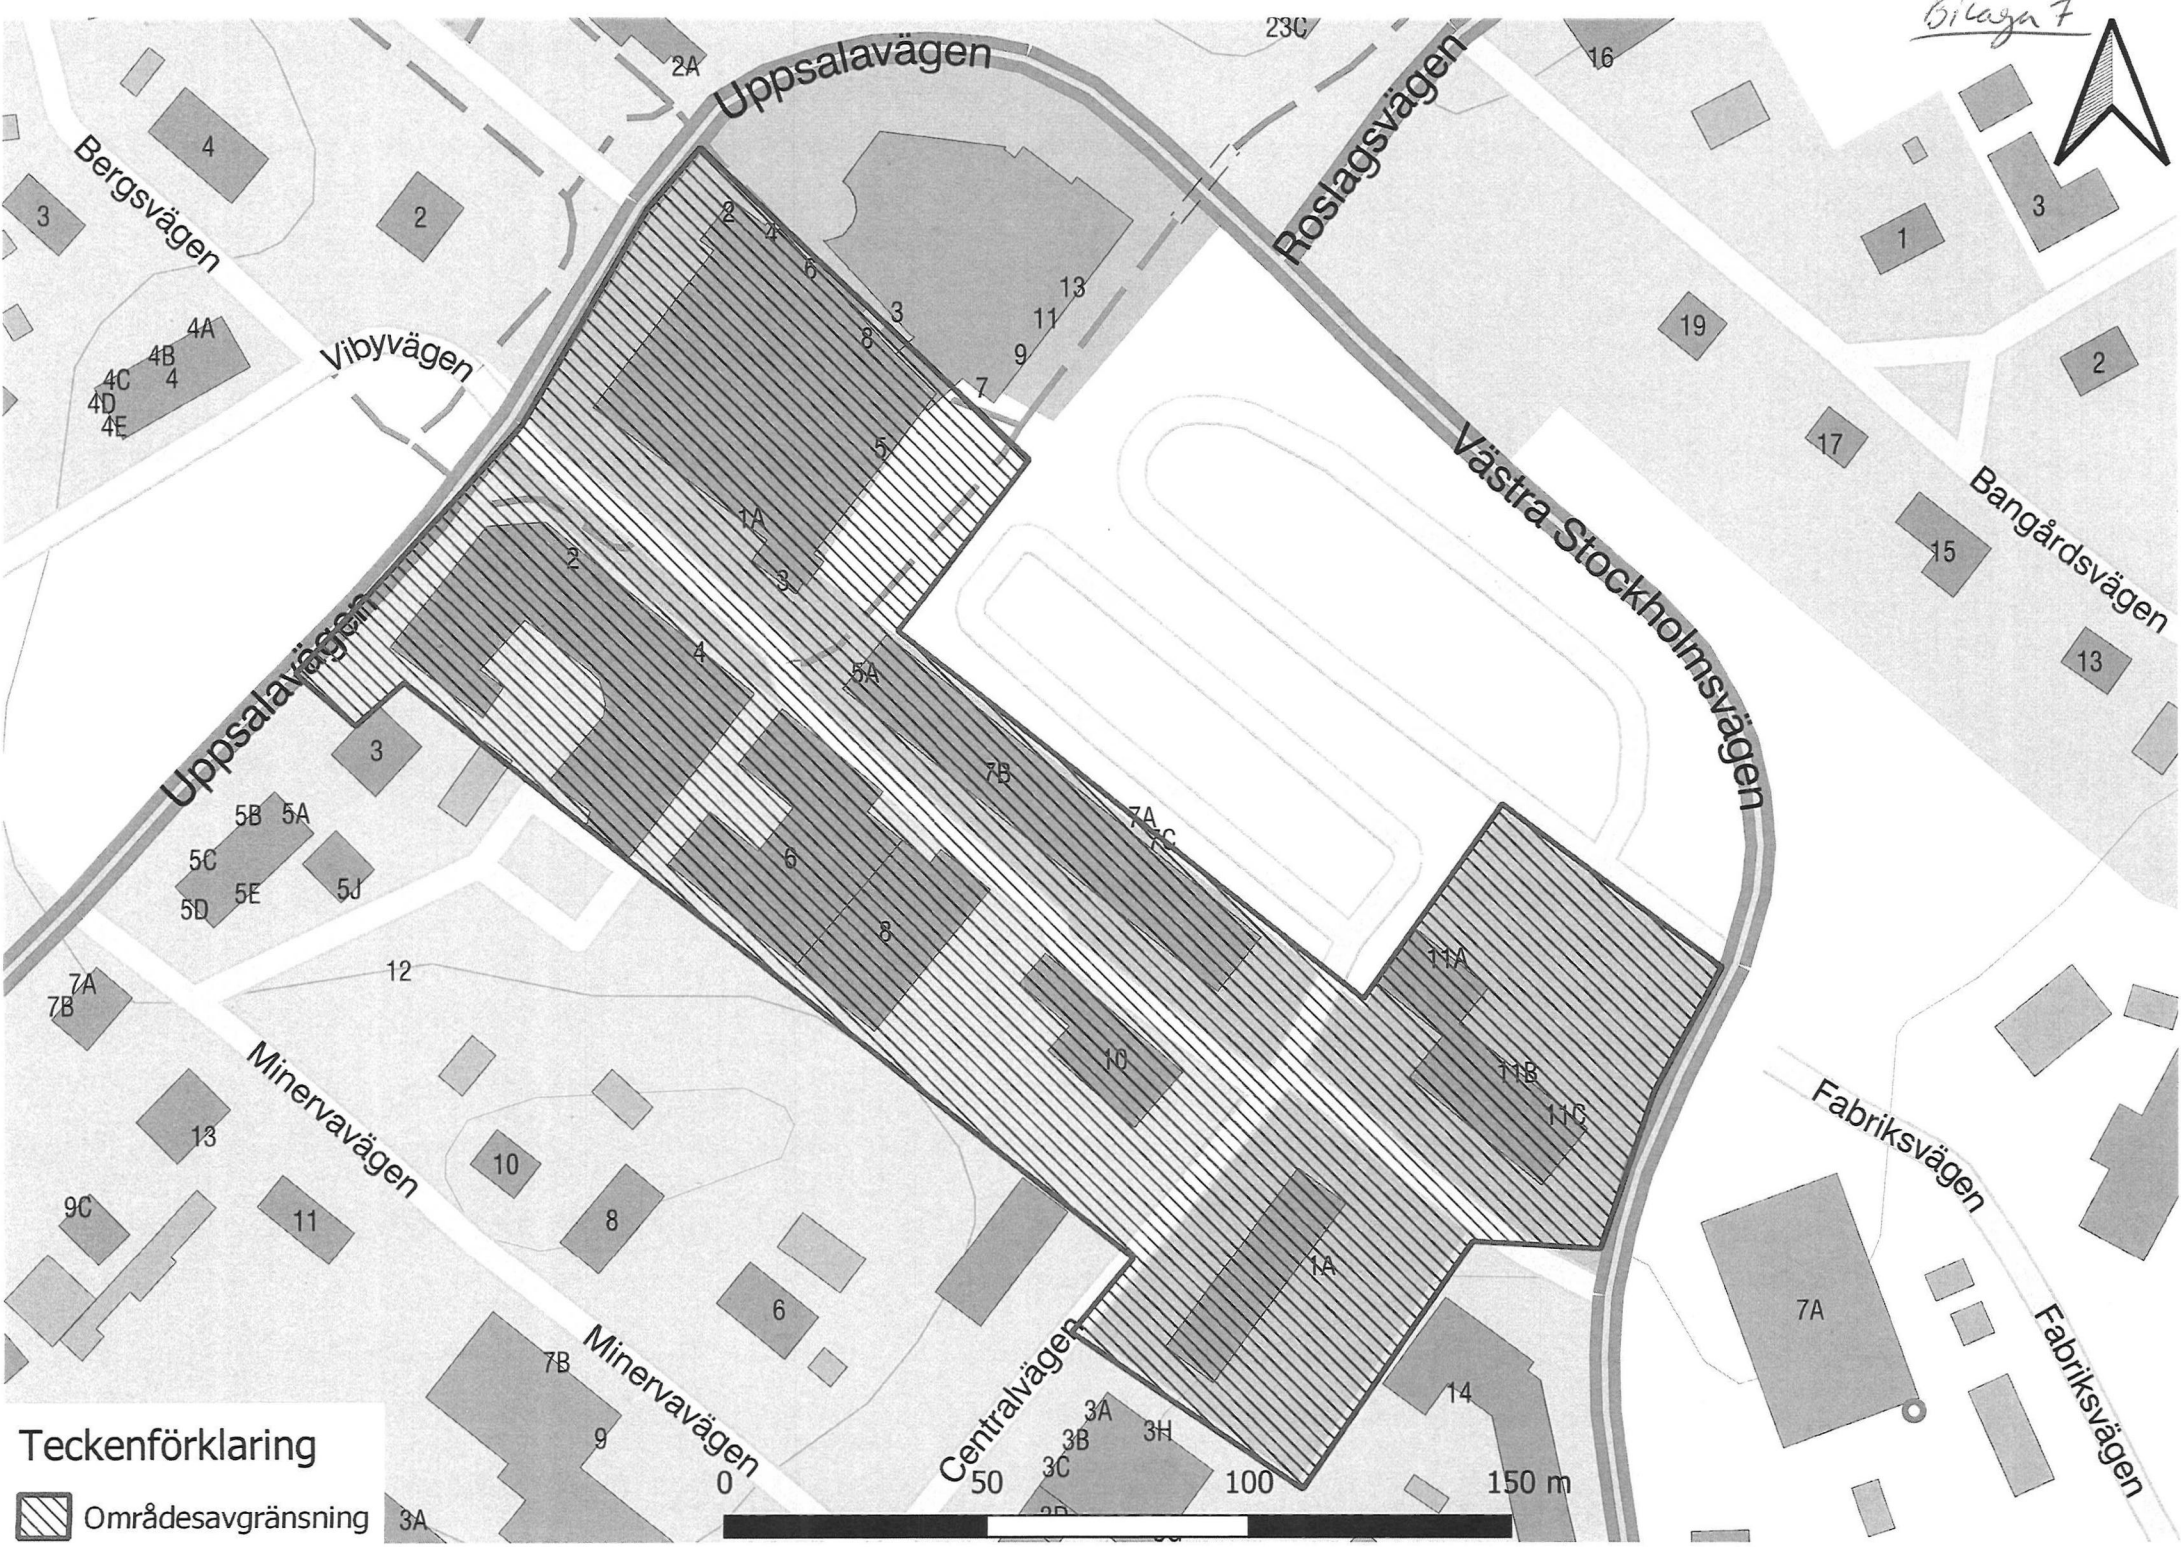 Bilaga 7
23C
16
2A
Uppsalavägen
Roslagsvägen
4
Bergsvägen
3
2
2
4
6
3
1
3
13
11
8
9
19
2
4A
4B
4
4C
4D
4E
Vibyvägen
7
5
17
Västra Stockholmsvägen
Bangårdsvägen
1A
3
2
15
Uppsalavägen
4
5A
13
3
7B
7A
7C
5B
5A
5C
5E
5D
5J
6
8
12
7A
7B
11A
10
11B
11C
Minervavägen
Fabriksvägen
13
10
9C
11
8
1A
6
7A
Fabriksvägen
7B
Minervavägen
Centralvägen
14
9
3A
3H
3B
3C
3A
Teckenförklaring
Områdesavgränsning
0 50 100 150 m